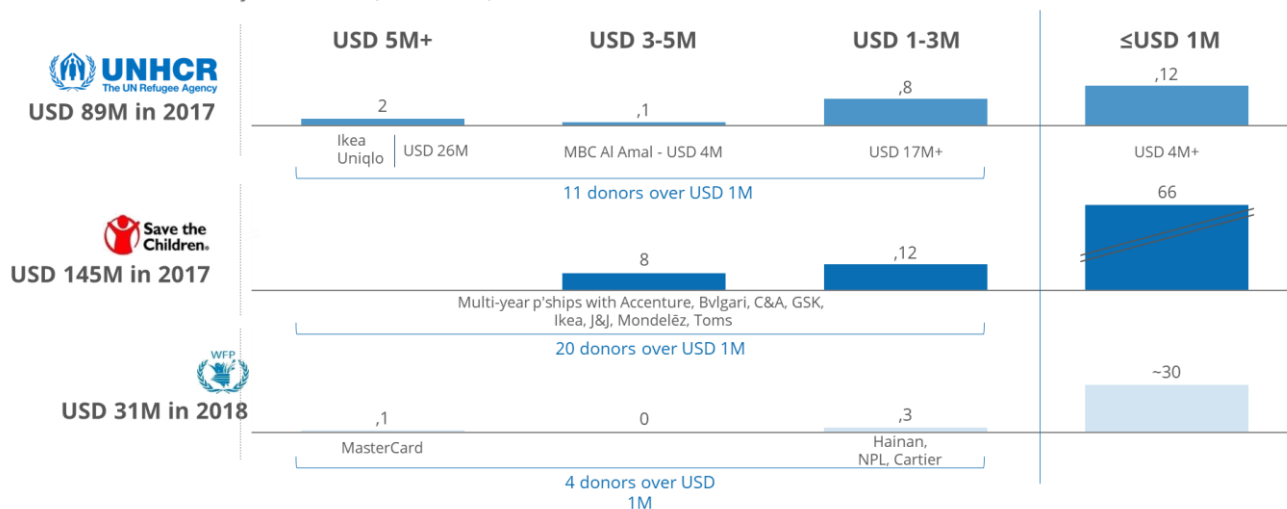 USD 5M+
USD 3-5M
USD 1-3M
≤USD 1M
UNHCR
The UN Refugee Agency
USD 89M in 2017
2
,1
,8
,12
Ikea
Uniqlo
USD 26M
MBC Al Amal - USD 4M
USD 17M+
USD 4M+
11 donors over USD 1M
Save the
Children.
USD 145M in 2017
8
,12
66
Multi-year p'ships with Accenture, Bvlgari, C&A, GSK,
Ikea, J&J, Mondelēz, Toms
20 donors over USD 1M
WFP
USD 31M in 2018
,1
0
,3
~30
MasterCard
Hainan,
NPL, Cartier
4 donors over USD
1M